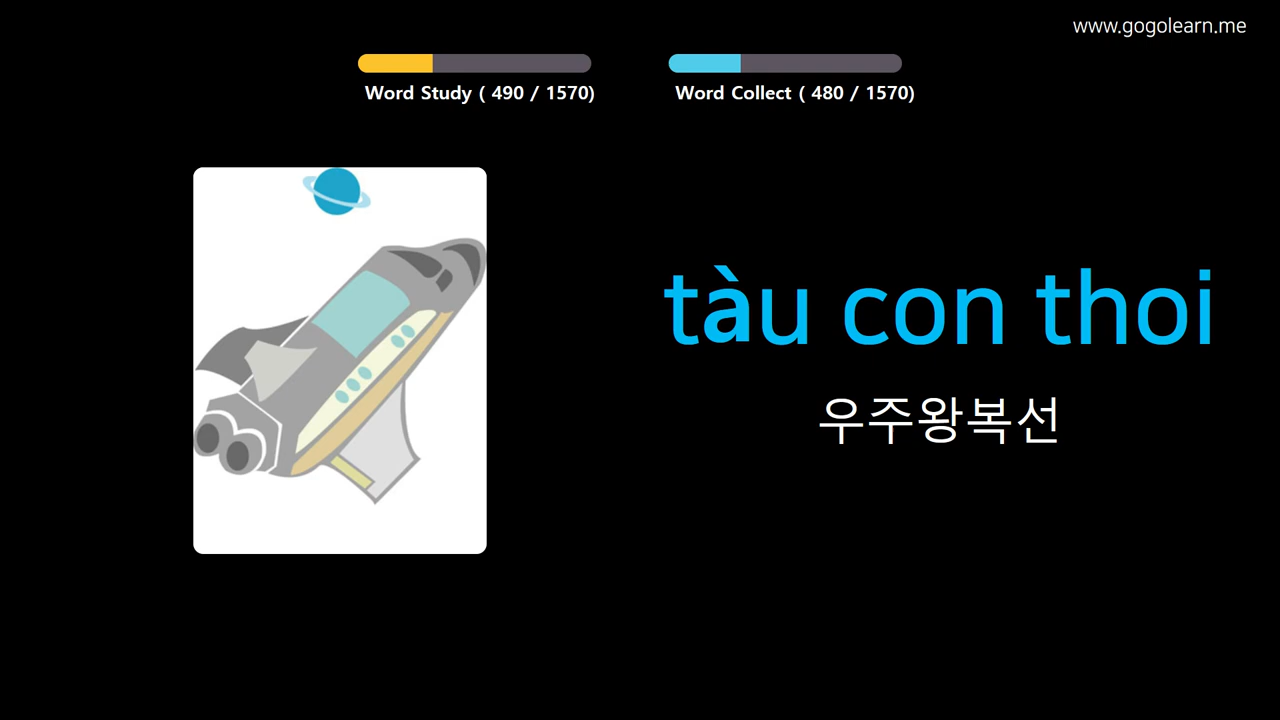 www.gogolearn.me
Word Study ( 490 / 1570)
Word Collect ( 480 / 1570)
tàu con thoi
우주왕복선